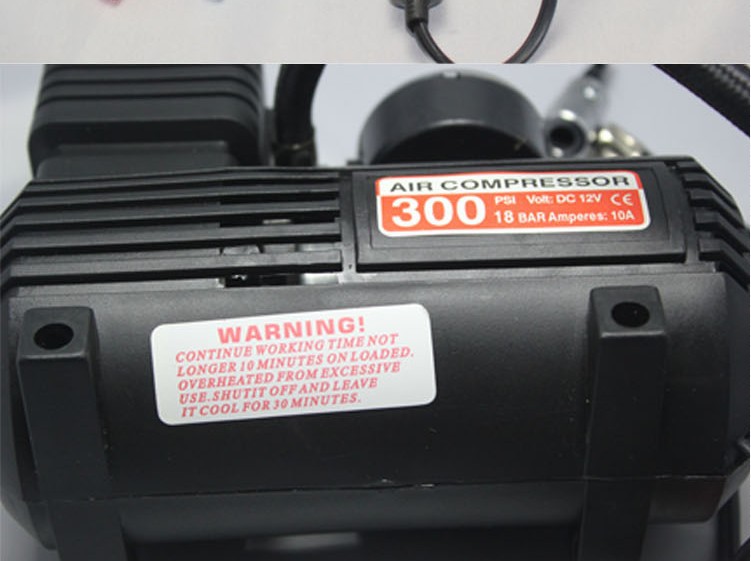 AIR COMPRESSOR
300 PSI Volt: DC 12V CE
18 BAR Amperes: 10A
WARNING!
CONTINUE WORKING TIME NOT
LONGER 10 MINUTES ON LOADED.
OVERHEATED FROM EXCESSIVE
USE. SHUTIT OFF AND LEAVE
IT COOL FOR 30 MINUTES.